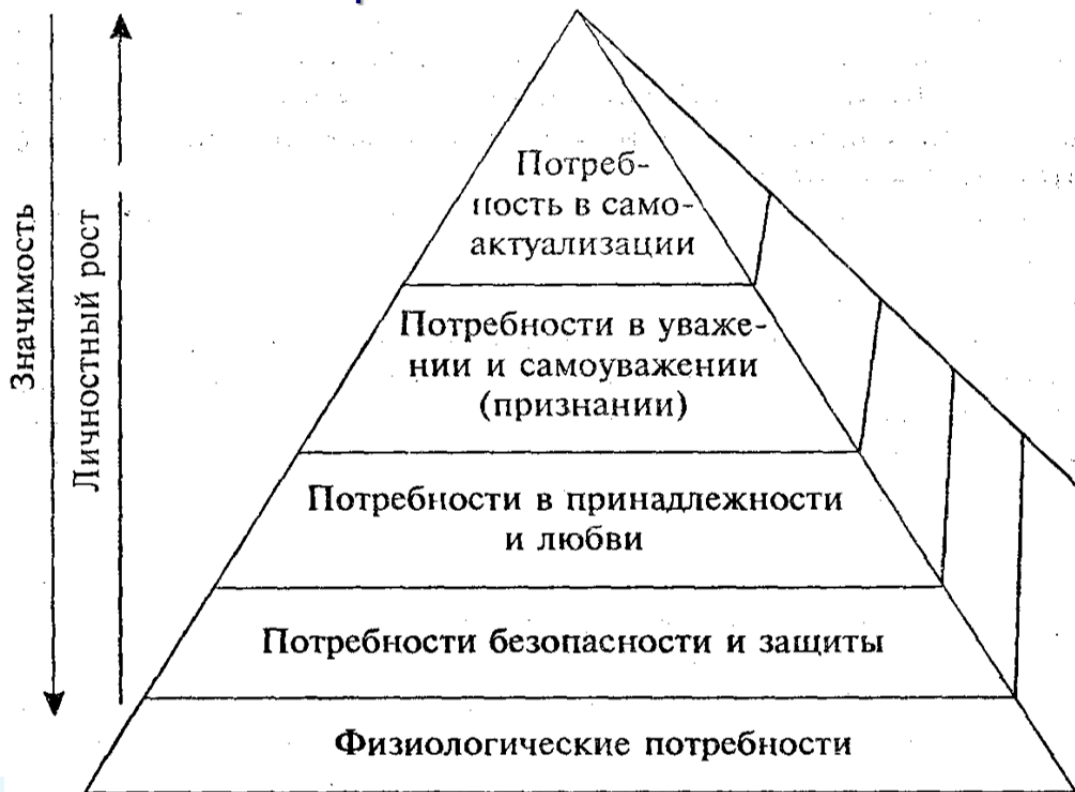 Значимость
Личностный рост
Потреб-
ность в само-
актуализации
Потребности в уваже-
нии и самоуважении
(признании)
Потребности в принадлежности
и любви
Потребности безопасности и защиты
Физиологические потребности